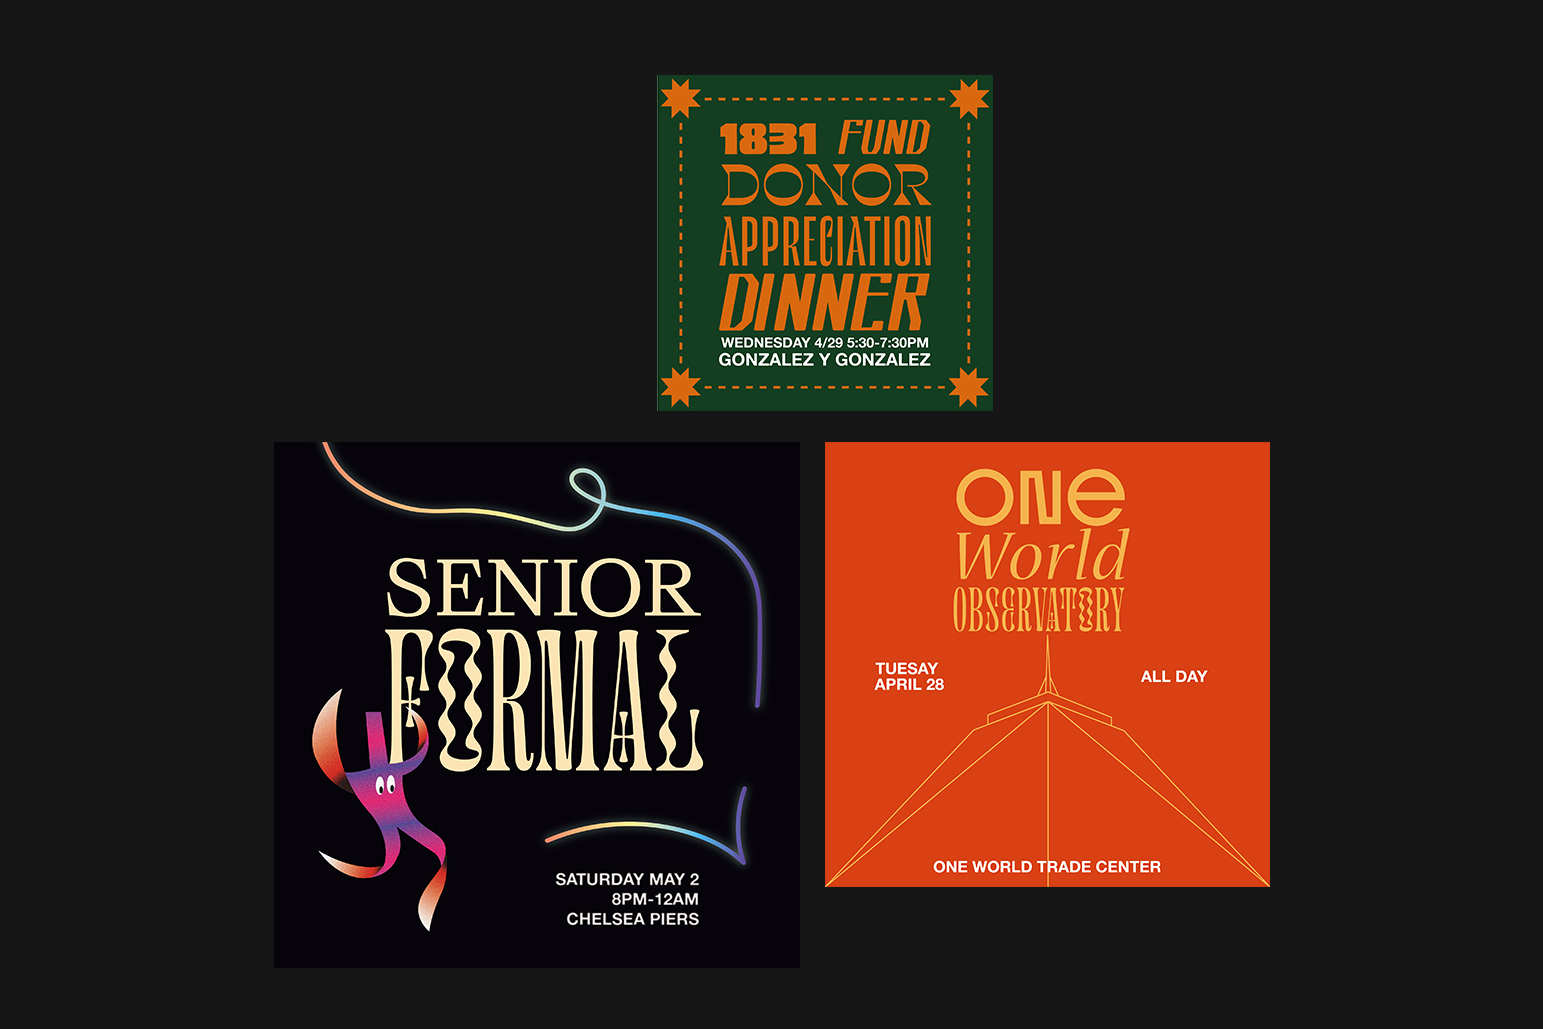 1831 FUND
DONOR
APPRECIATION
DINNER
WEDNESDAY 4/29 5:30-7:30PM
GONZALEZ Y GONZALEZ
SENIOR
FORMAL
SATURDAY MAY 2
8PM-12AM
CHELSEA PIERS
ONe
World
OBSERVATORY
TUESAY
APRIL 28
ALL DAY
ONE WORLD TRADE CENTER